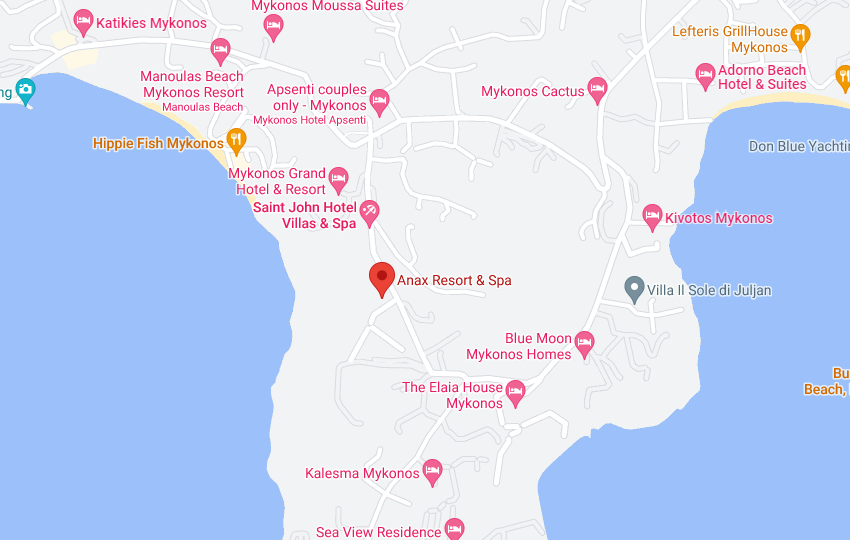 Mykonos Moussa Suites
Katikies Mykonos
Lefteris GrillHouse
Mykonos
Manoulas Beach
Mykonos Resort
Manoulas Beach
Apsenti couples
only - Mykonos
Mykonos Hotel Apsenti
Mykonos Cactus
Adorno Beach
Hotel & Suites
ng
Hippie Fish Mykonos
Don Blue Yachtin
Mykonos Grand
Hotel & Resort
Saint John Hotel
Villas & Spa
Kivotos Mykonos
Anax Resort & Spa
Villa Il Sole di Juljan
Blue Moon
Mykonos Homes
The Elaia House
Mykonos
Bu
Beach,
Kalesma Mykonos
Sea View Residence